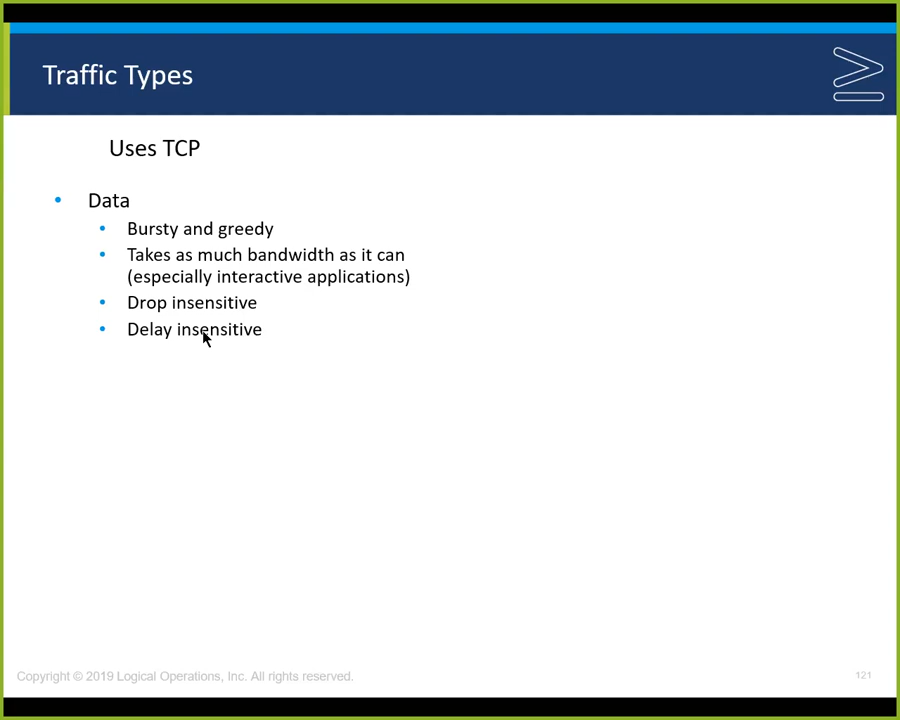 Traffic Types
Uses TCP
• Data
• Bursty and greedy
• Takes as much bandwidth as it can
(especially interactive applications)
• Drop insensitive
• Delay insensitive
Copyright © 2019 Logical Operations, Inc. All rights reserved.
121